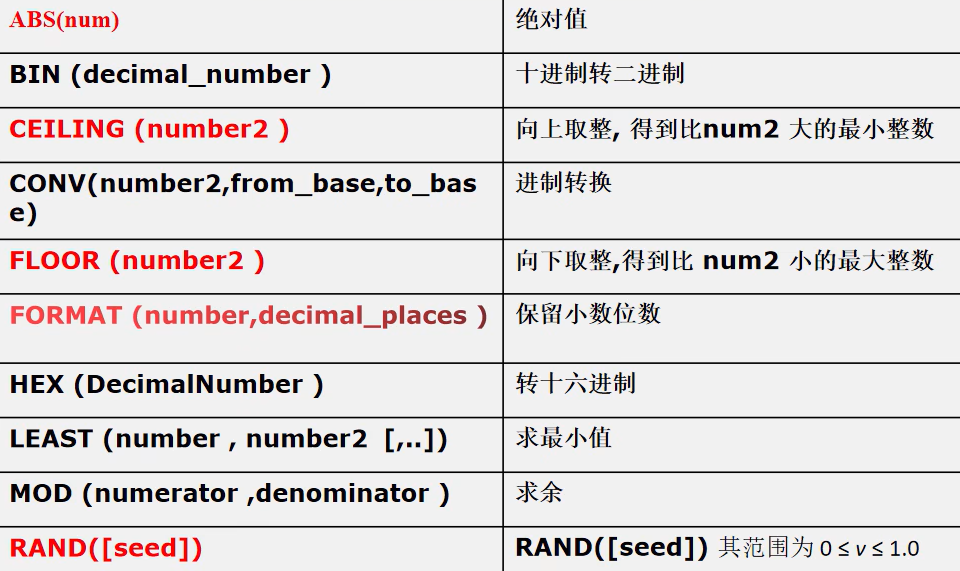 ABS(num)
绝对值
BIN (decimal_number )
十进制转二进制
CEILING (number2 )
向上取整, 得到比num2 大的最小整数
CONV(number2,from_base,to_bas
e)
进制转换
FLOOR (number2 )
向下取整,得到比 num2 小的最大整数
FORMAT (number,decimal_places )
保留小数位数
HEX (DecimalNumber )
转十六进制
LEAST (number , number2 [,..])
求最小值
MOD (numerator ,denominator )
求余
RAND([seed])
RAND([seed]) 其范围为 0 ≤ v ≤ 1.0